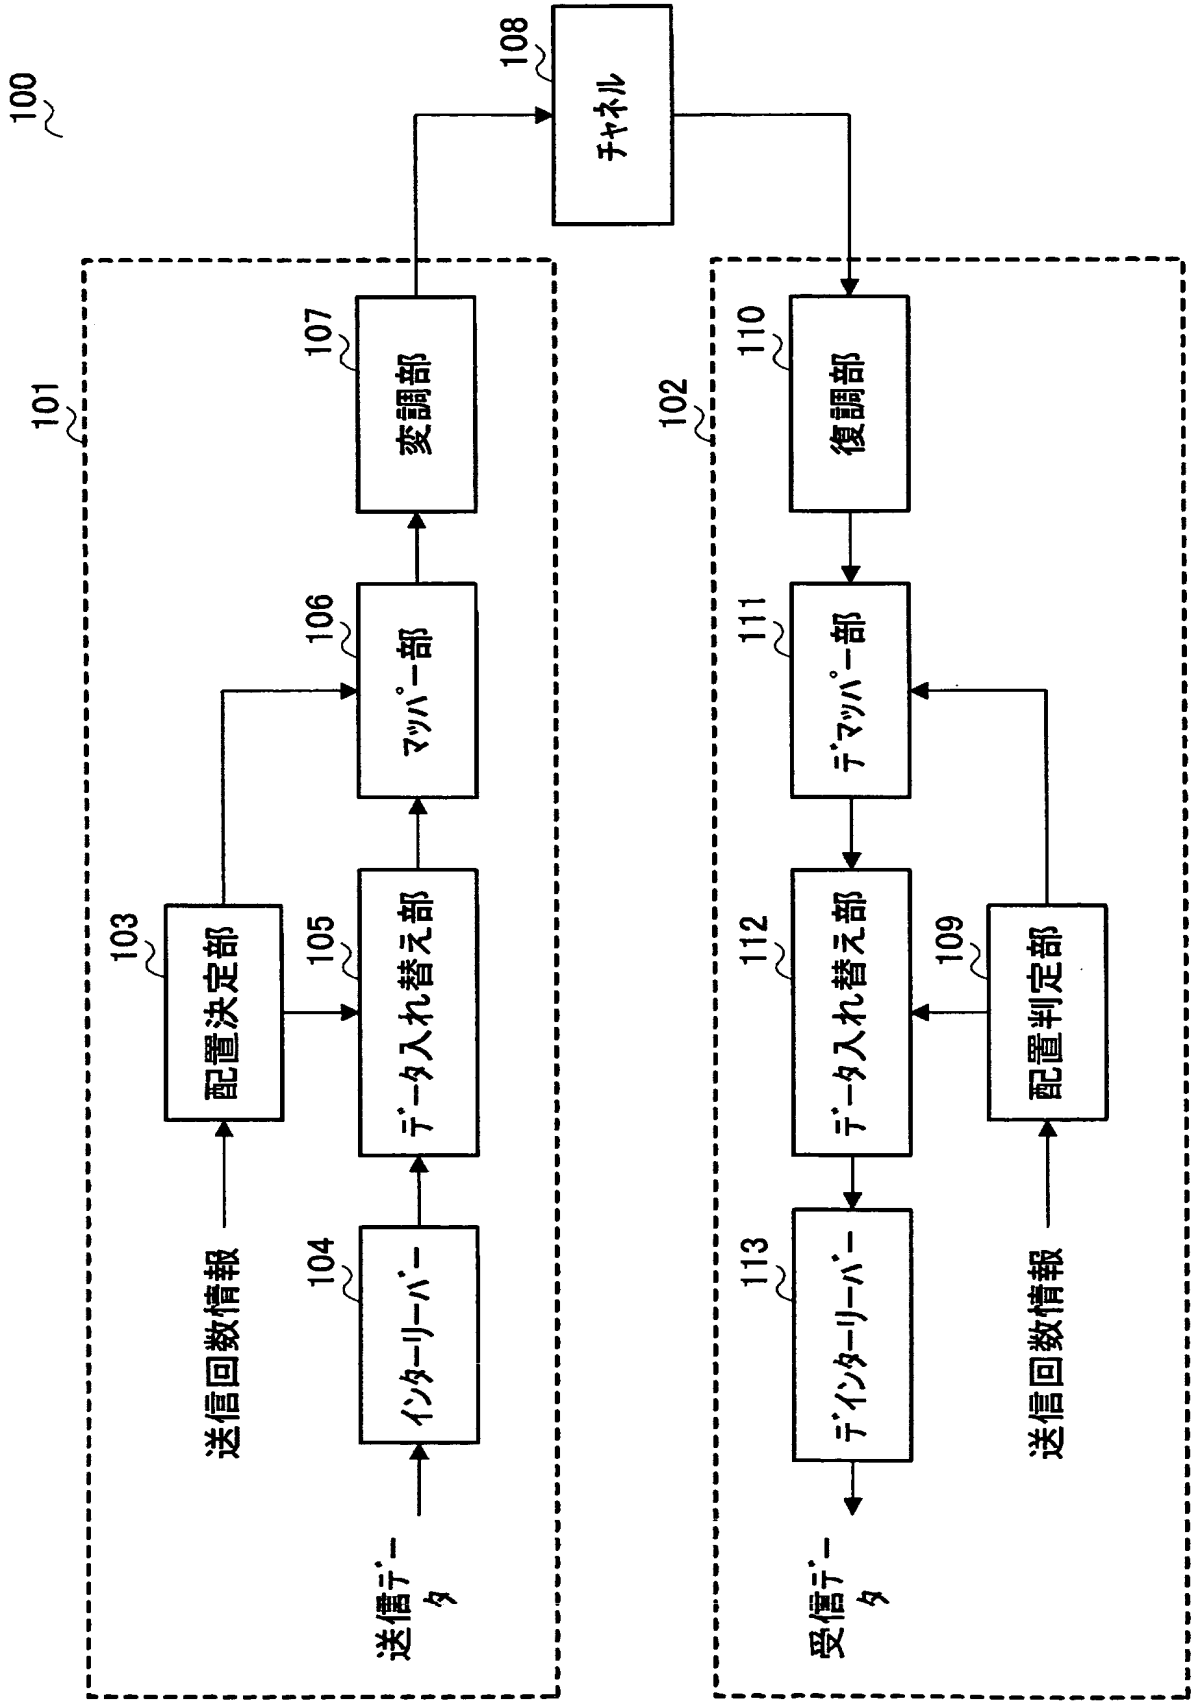 100
101
送信回数情報
103
配置決定部
送信データ
104
インターリーバー
105
データ入れ替え部
106
マッパー部
107
変調部
108
チャネル
102
受信データ
113
デインターリーバー
112
データ入れ替え部
111
デマッパー部
110
復調部
送信回数情報
109
配置判定部